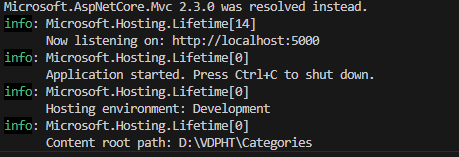 Microsoft.AspNetCore.Mvc 2.3.0 was resolved instead.
info: Microsoft.Hosting.Lifetime[14]
      Now listening on: http://localhost:5000
info: Microsoft.Hosting.Lifetime[0]
      Application started. Press Ctrl+C to shut down.
info: Microsoft.Hosting.Lifetime[0]
      Hosting environment: Development
info: Microsoft.Hosting.Lifetime[0]
      Content root path: D:\VDPHT\Categories